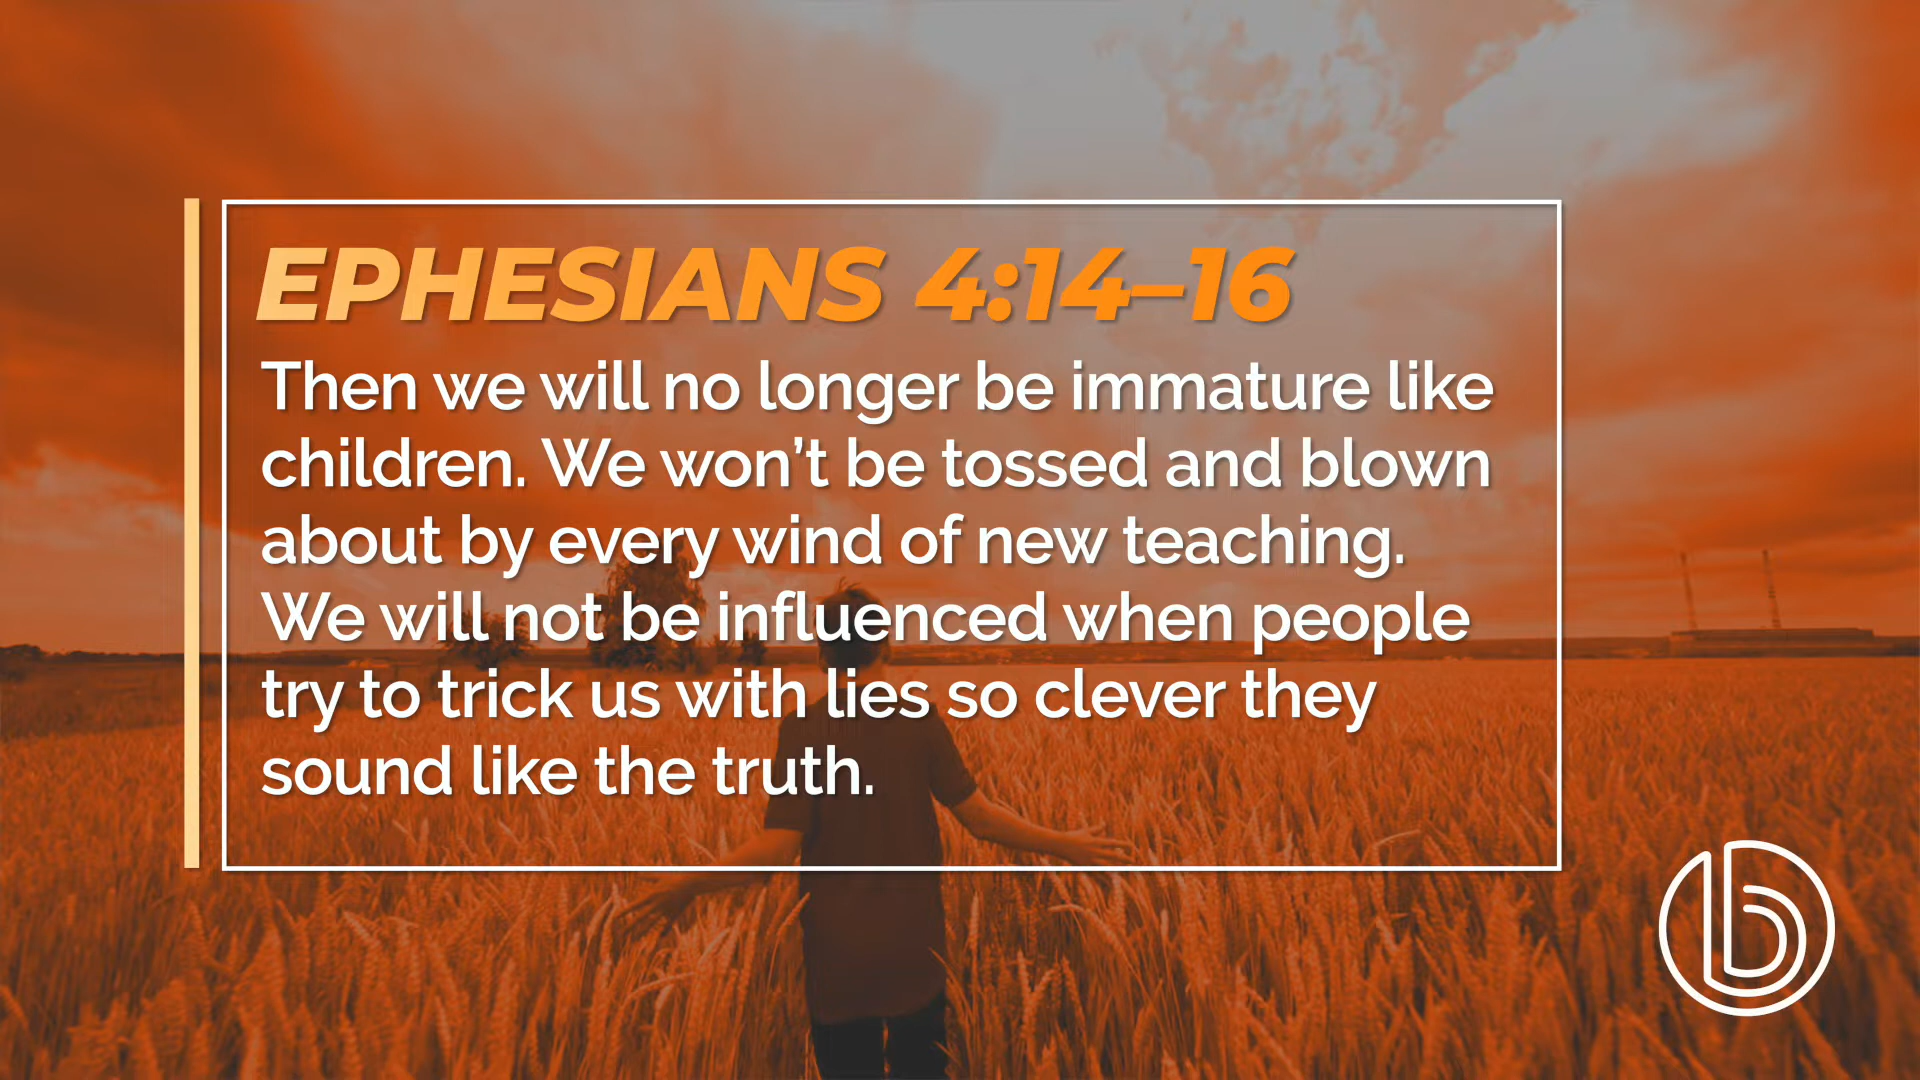 EPHESIANS 4:14–16
Then we will no longer be immature like
children. We won’t be tossed and blown
about by every wind of new teaching.
We will not be influenced when people
try to trick us with lies so clever they
sound like the truth.